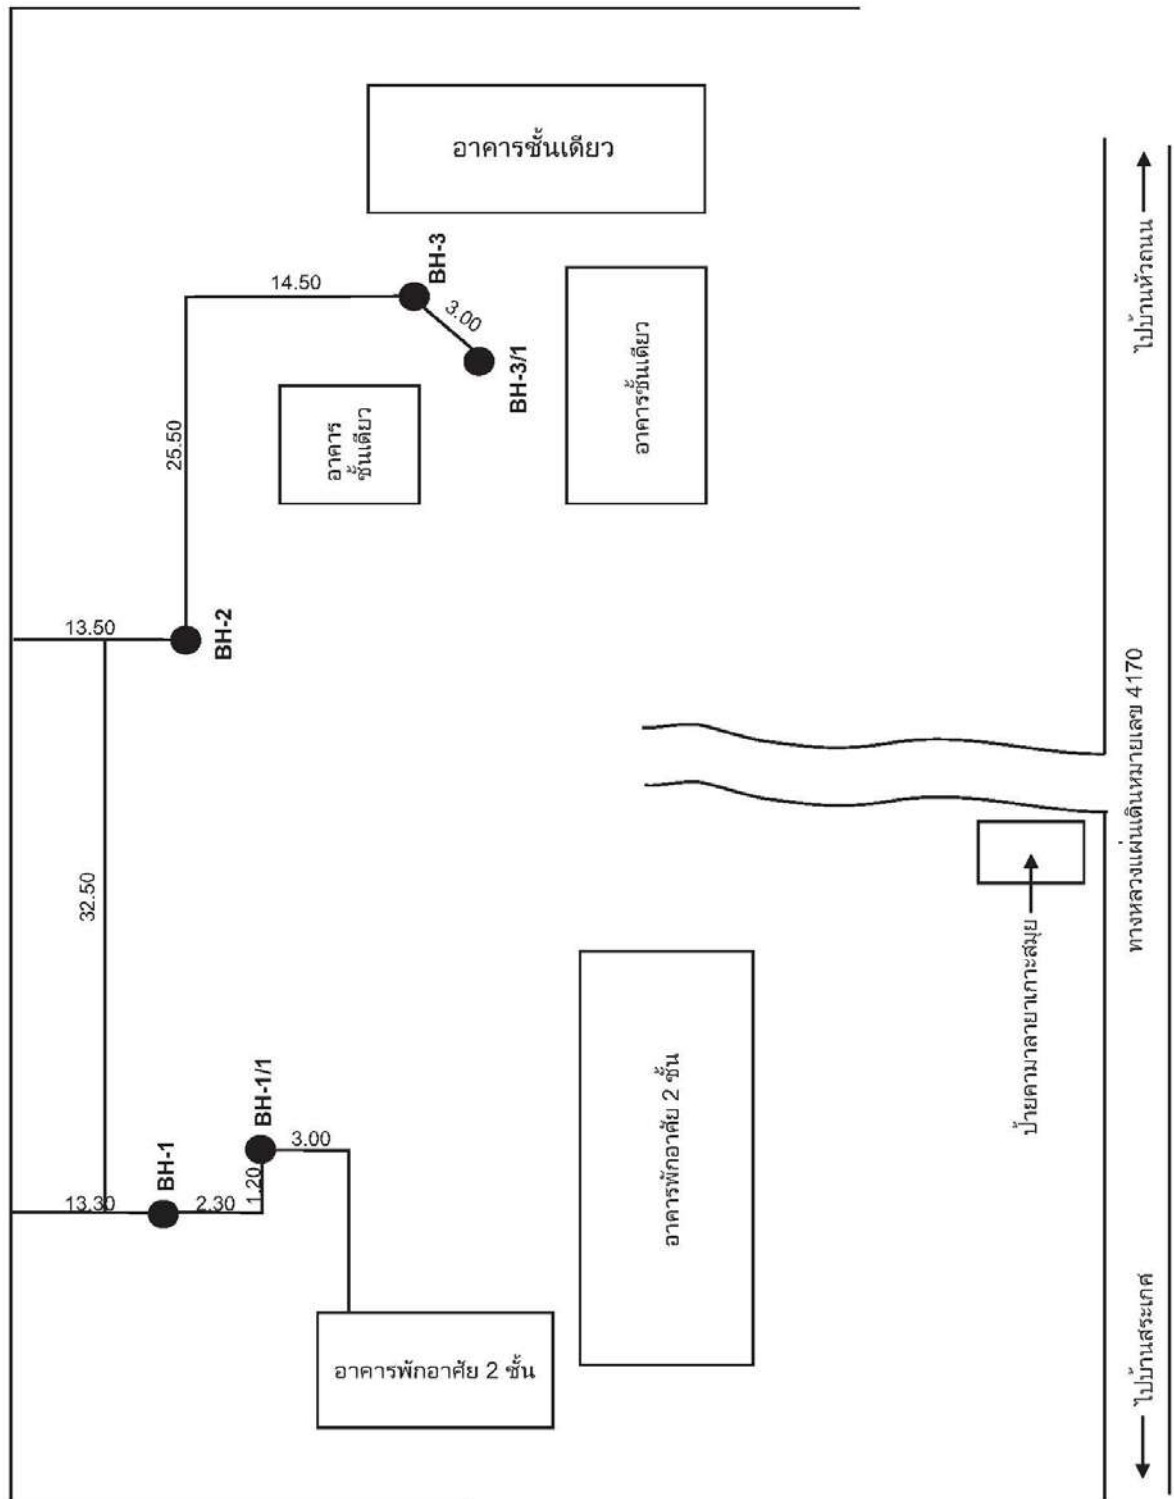 อาคารชั้นเดียว
14.50
BH-3
3.00
BH-3/1
ไปบ้านหัวถนน
อาคารชั้นเดียว
25.50
อาคาร
ชั้นเดียว
13.50
BH-2
ทางหลวงแผ่นดินหมายเลข 4170
32.50
ป้ายคามาลายาเกาะสมุย
BH-1/1
3.00
อาคารพักอาศัย 2 ชั้น
BH-1
13.30
2.30
1.20
อาคารพักอาศัย 2 ชั้น
ไปบ้านสระเกศ